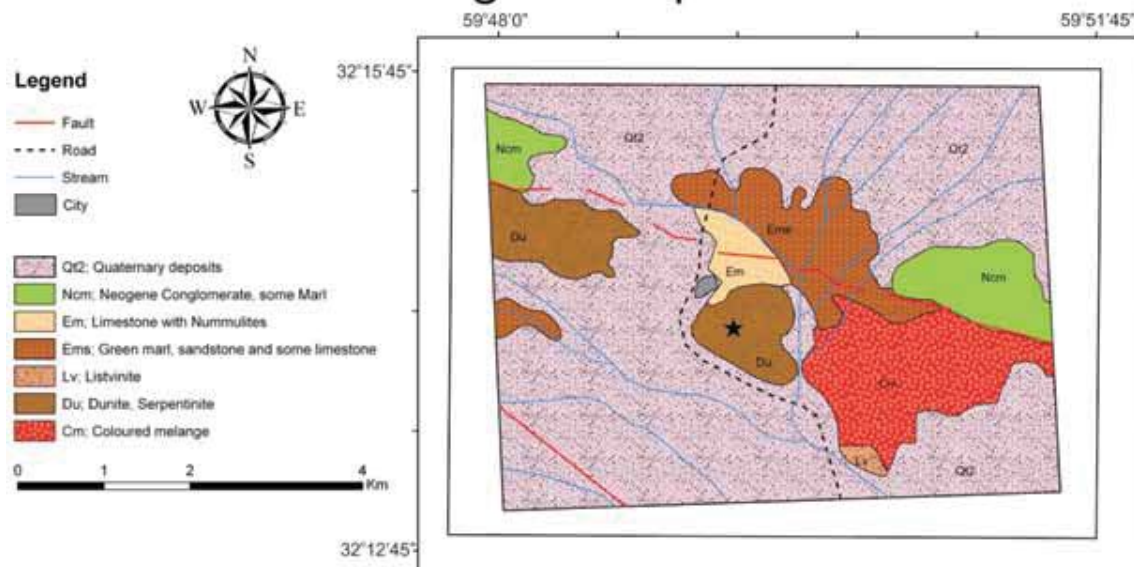 59°48'0"
59°51'45"
32°15'45"
32°12'45"
Legend
N
W
E
S
Fault
Road
Stream
City
Qt2; Quaternary deposits
Ncm; Neogene Conglomerate, some Marl
Em; Limestone with Nummulites
Ems; Green marl, sandstone and some limestone
Lv; Listvinite
Du; Dunite, Serpentinite
Cm; Coloured melange
0
1
2
4
Km
Ncm
Qt2
Qt2
Du
Ems
Em
Ncm
Du
Cm
Lv
Qt2